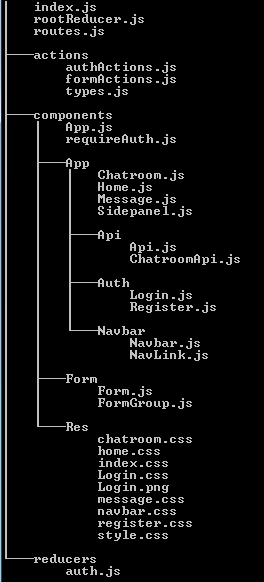 index.js
rootReducer.js
routes.js
actions
authActions.js
formActions.js
types.js
components
App.js
requireAuth.js
App
Chatroom.js
Home.js
Message.js
Sidepanel.js
Api
Api.js
ChatroomApi.js
Auth
Login.js
Register.js
Navbar
Navbar.js
NavLink.js
Form
Form.js
FormGroup.js
Res
chatroom.css
home.css
index.css
Login.css
Login.png
message.css
navbar.css
register.css
style.css
reducers
auth.js